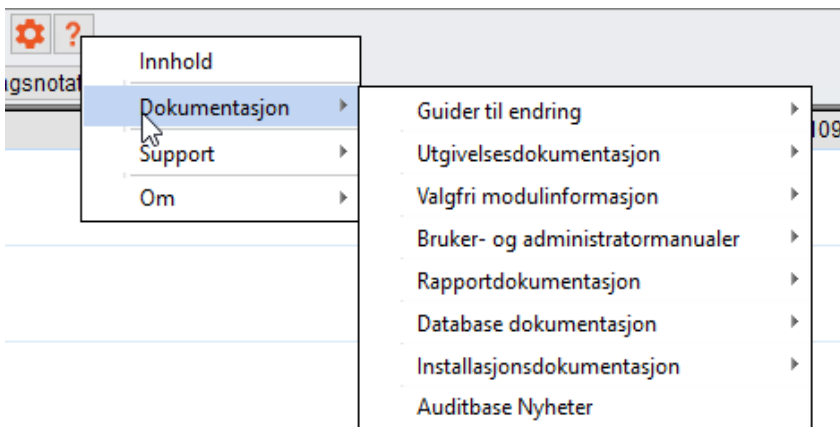 ?
Innhold
gsnotat
Dokumentasjon
Support
Om
Guider til endring
Utgivelsesdokumentasjon
Valgfri modulinformasjon
Bruker- og administratormanualer
Rapportdokumentasjon
Database dokumentasjon
Installasjonsdokumentasjon
Auditbase Nyheter
109